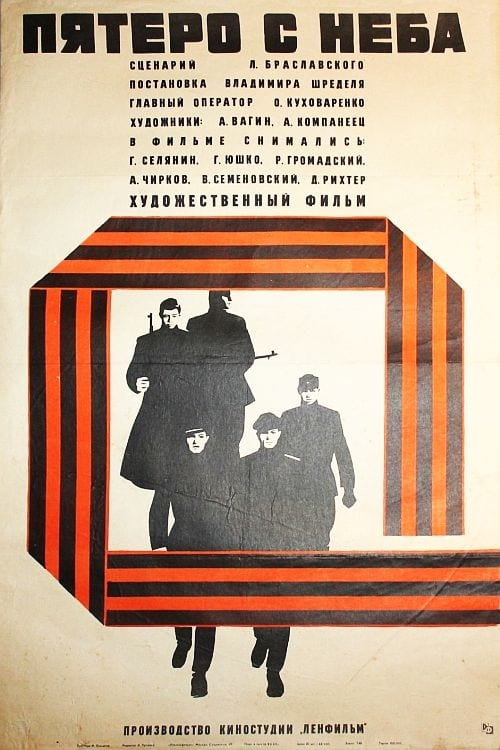 ПЯТЕРО С НЕБА
СЦЕНАРИЙ Л. БРАСЛАВСКОГО
ПОСТАНОВКА ВЛАДИМИРА ШРЕДЕЛЯ
ГЛАВНЫЙ ОПЕРАТОР О. КУХОВАРЕНКО
ХУДОЖНИКИ: А. ВАГИН, А. КОМПАНЕЕЦ
В ФИЛЬМЕ СНИМАЛИСЬ:
Г. СЕЛЯНИН, Г. ЮШКО, Р. ГРОМАДСКИЙ,
А. ЧИРКОВ, В. СЕМЕНОВСКИЙ, Д. РИХТЕР
ХУДОЖЕСТВЕННЫЙ ФИЛЬМ
ПРОИЗВОДСТВО КИНОСТУДИИ „ЛЕНФИЛЬМ"